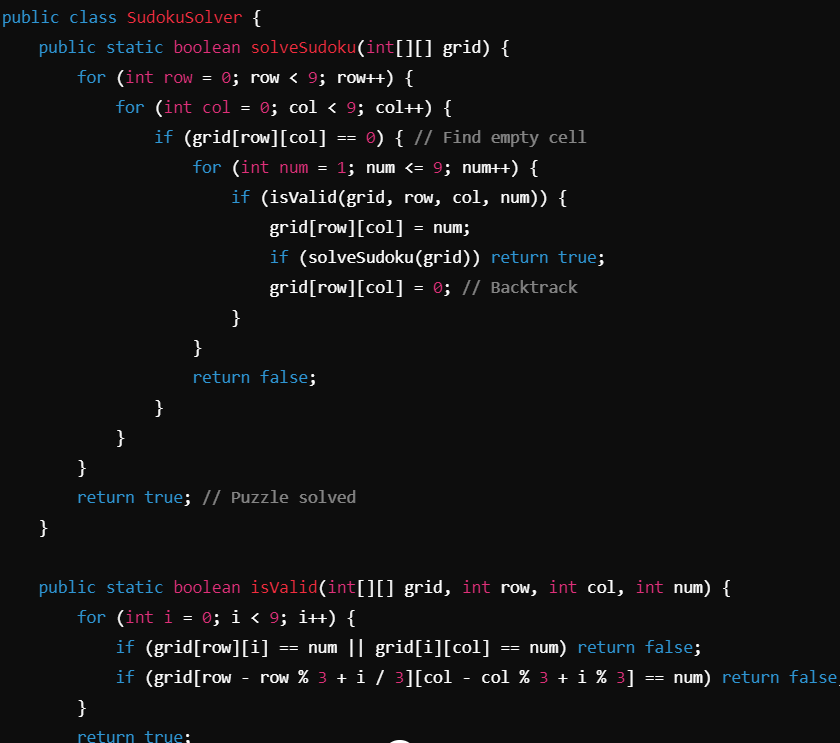 public class SudokuSolver {
    public static boolean solveSudoku(int[][] grid) {
        for (int row = 0; row < 9; row++) {
            for (int col = 0; col < 9; col++) {
                if (grid[row][col] == 0) { // Find empty cell
                    for (int num = 1; num <= 9; num++) {
                        if (isValid(grid, row, col, num)) {
                            grid[row][col] = num;
                            if (solveSudoku(grid)) return true;
                            grid[row][col] = 0; // Backtrack
                        }
                    }
                    return false;
                }
            }
        }
        return true; // Puzzle solved
    }

    public static boolean isValid(int[][] grid, int row, int col, int num) {
        for (int i = 0; i < 9; i++) {
            if (grid[row][i] == num || grid[i][col] == num) return false;
            if (grid[row - row % 3 + i / 3][col - col % 3 + i % 3] == num) return false
        }
        return true;